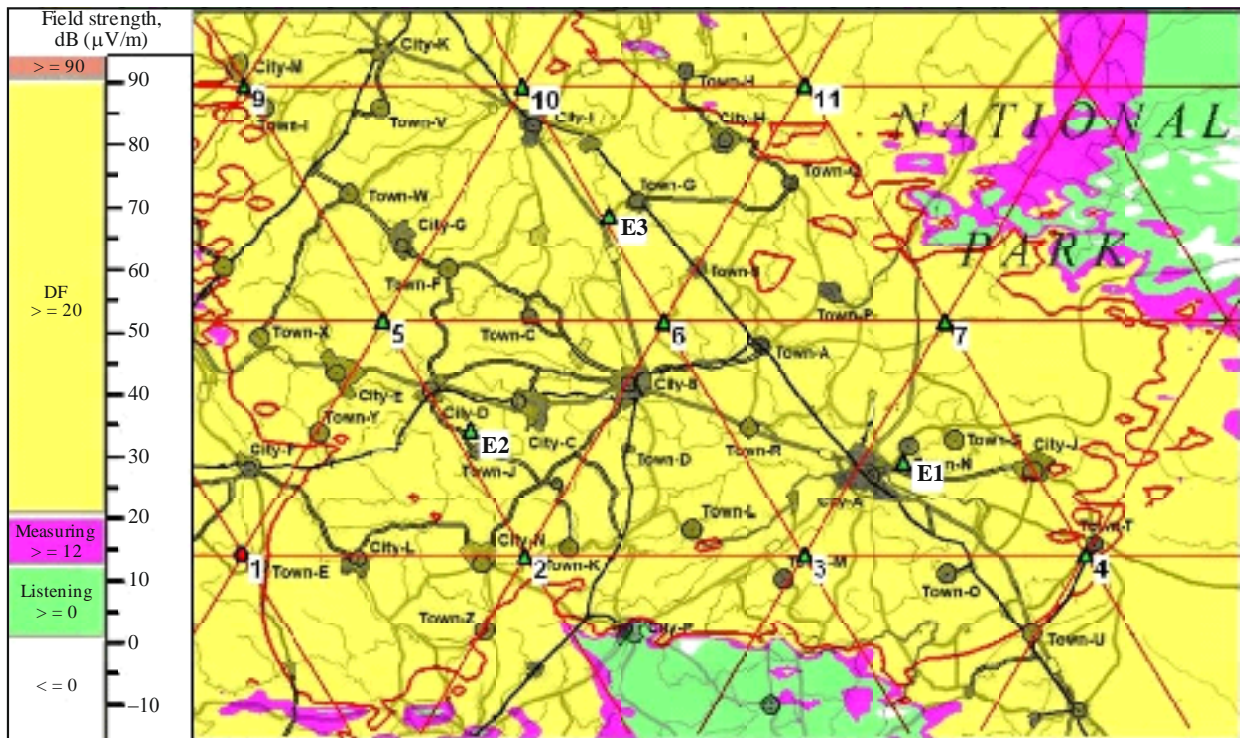 Field strength,
dB (µV/m)
> = 90
90
80
70
60
50
40
30
20
10
0
–10
DF
> = 20
Measuring
> = 12
Listening
> = 0
< = 0
City-K
City-M
9
10
11
Town-H
NATIONAL
Town-I
Town-V
City-I
City-H
Town-W
Town-G
Town-Q
City-G
E3
PARK
Town-F
Town-P
Town-X
5
Town-C
6
7
Town-A
City-E
City-B
Town-Y
City-D
E2
City-C
Town-R
City-J
City-F
Town-J
Town-D
E1
City-A
Town-L
City-N
Town-T
1
Town-E
City-L
2
Town-K
3
4
Town-O
Town-Z
Town-U